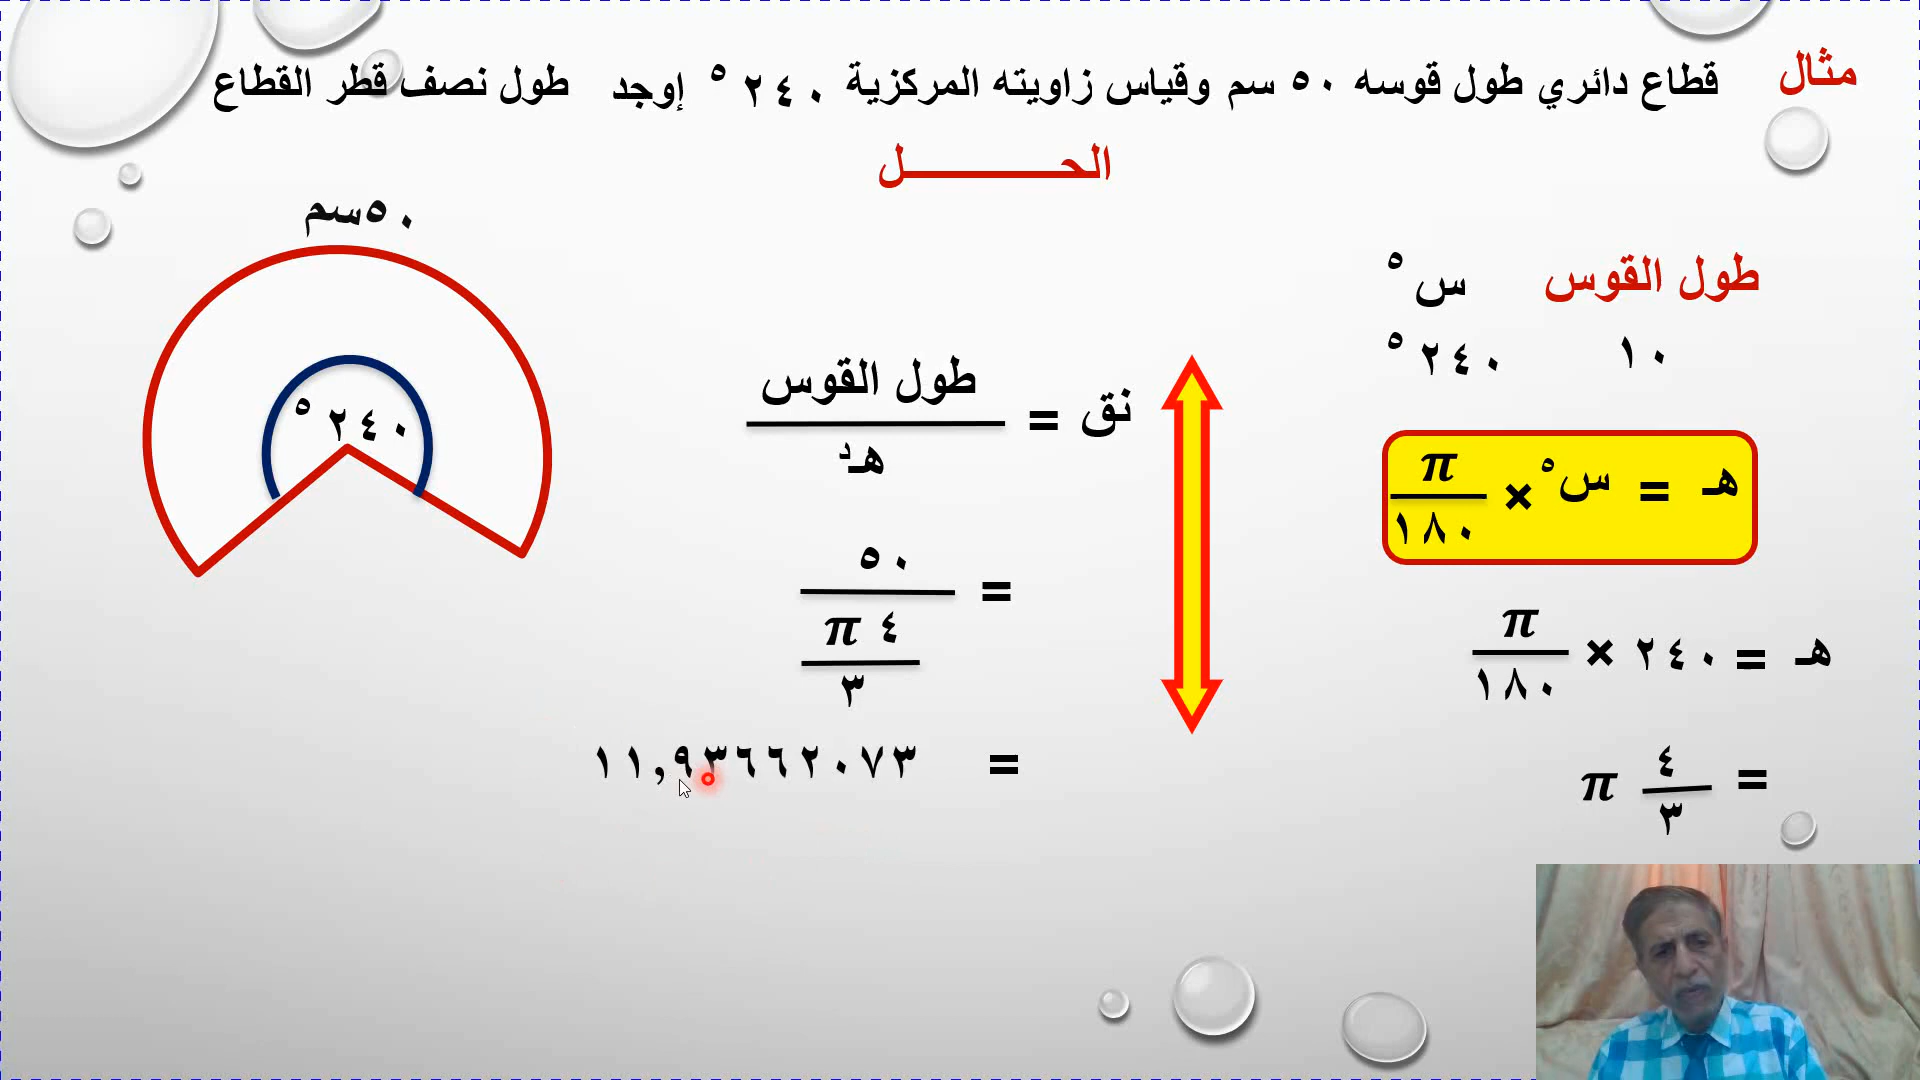 مثال قطاع دائري طول قوسه ٥٠ سم وقياس زاويته المركزية ٢٤٠ ° إوجد طول نصف قطر القطاع
الحـــــــــــل
طول القوس س°
١٠ ٢٤٠°
هـ = س° × π/١٨٠
هـ = ٢٤٠ × π/١٨٠
= ٤/٣ π
نق = طول القوس / هـ د
= ٥٠ / (٤ π / ٣)
= ١١,٩٣٦٦٢٠٧٣
٥٠سم
٢٤٠°